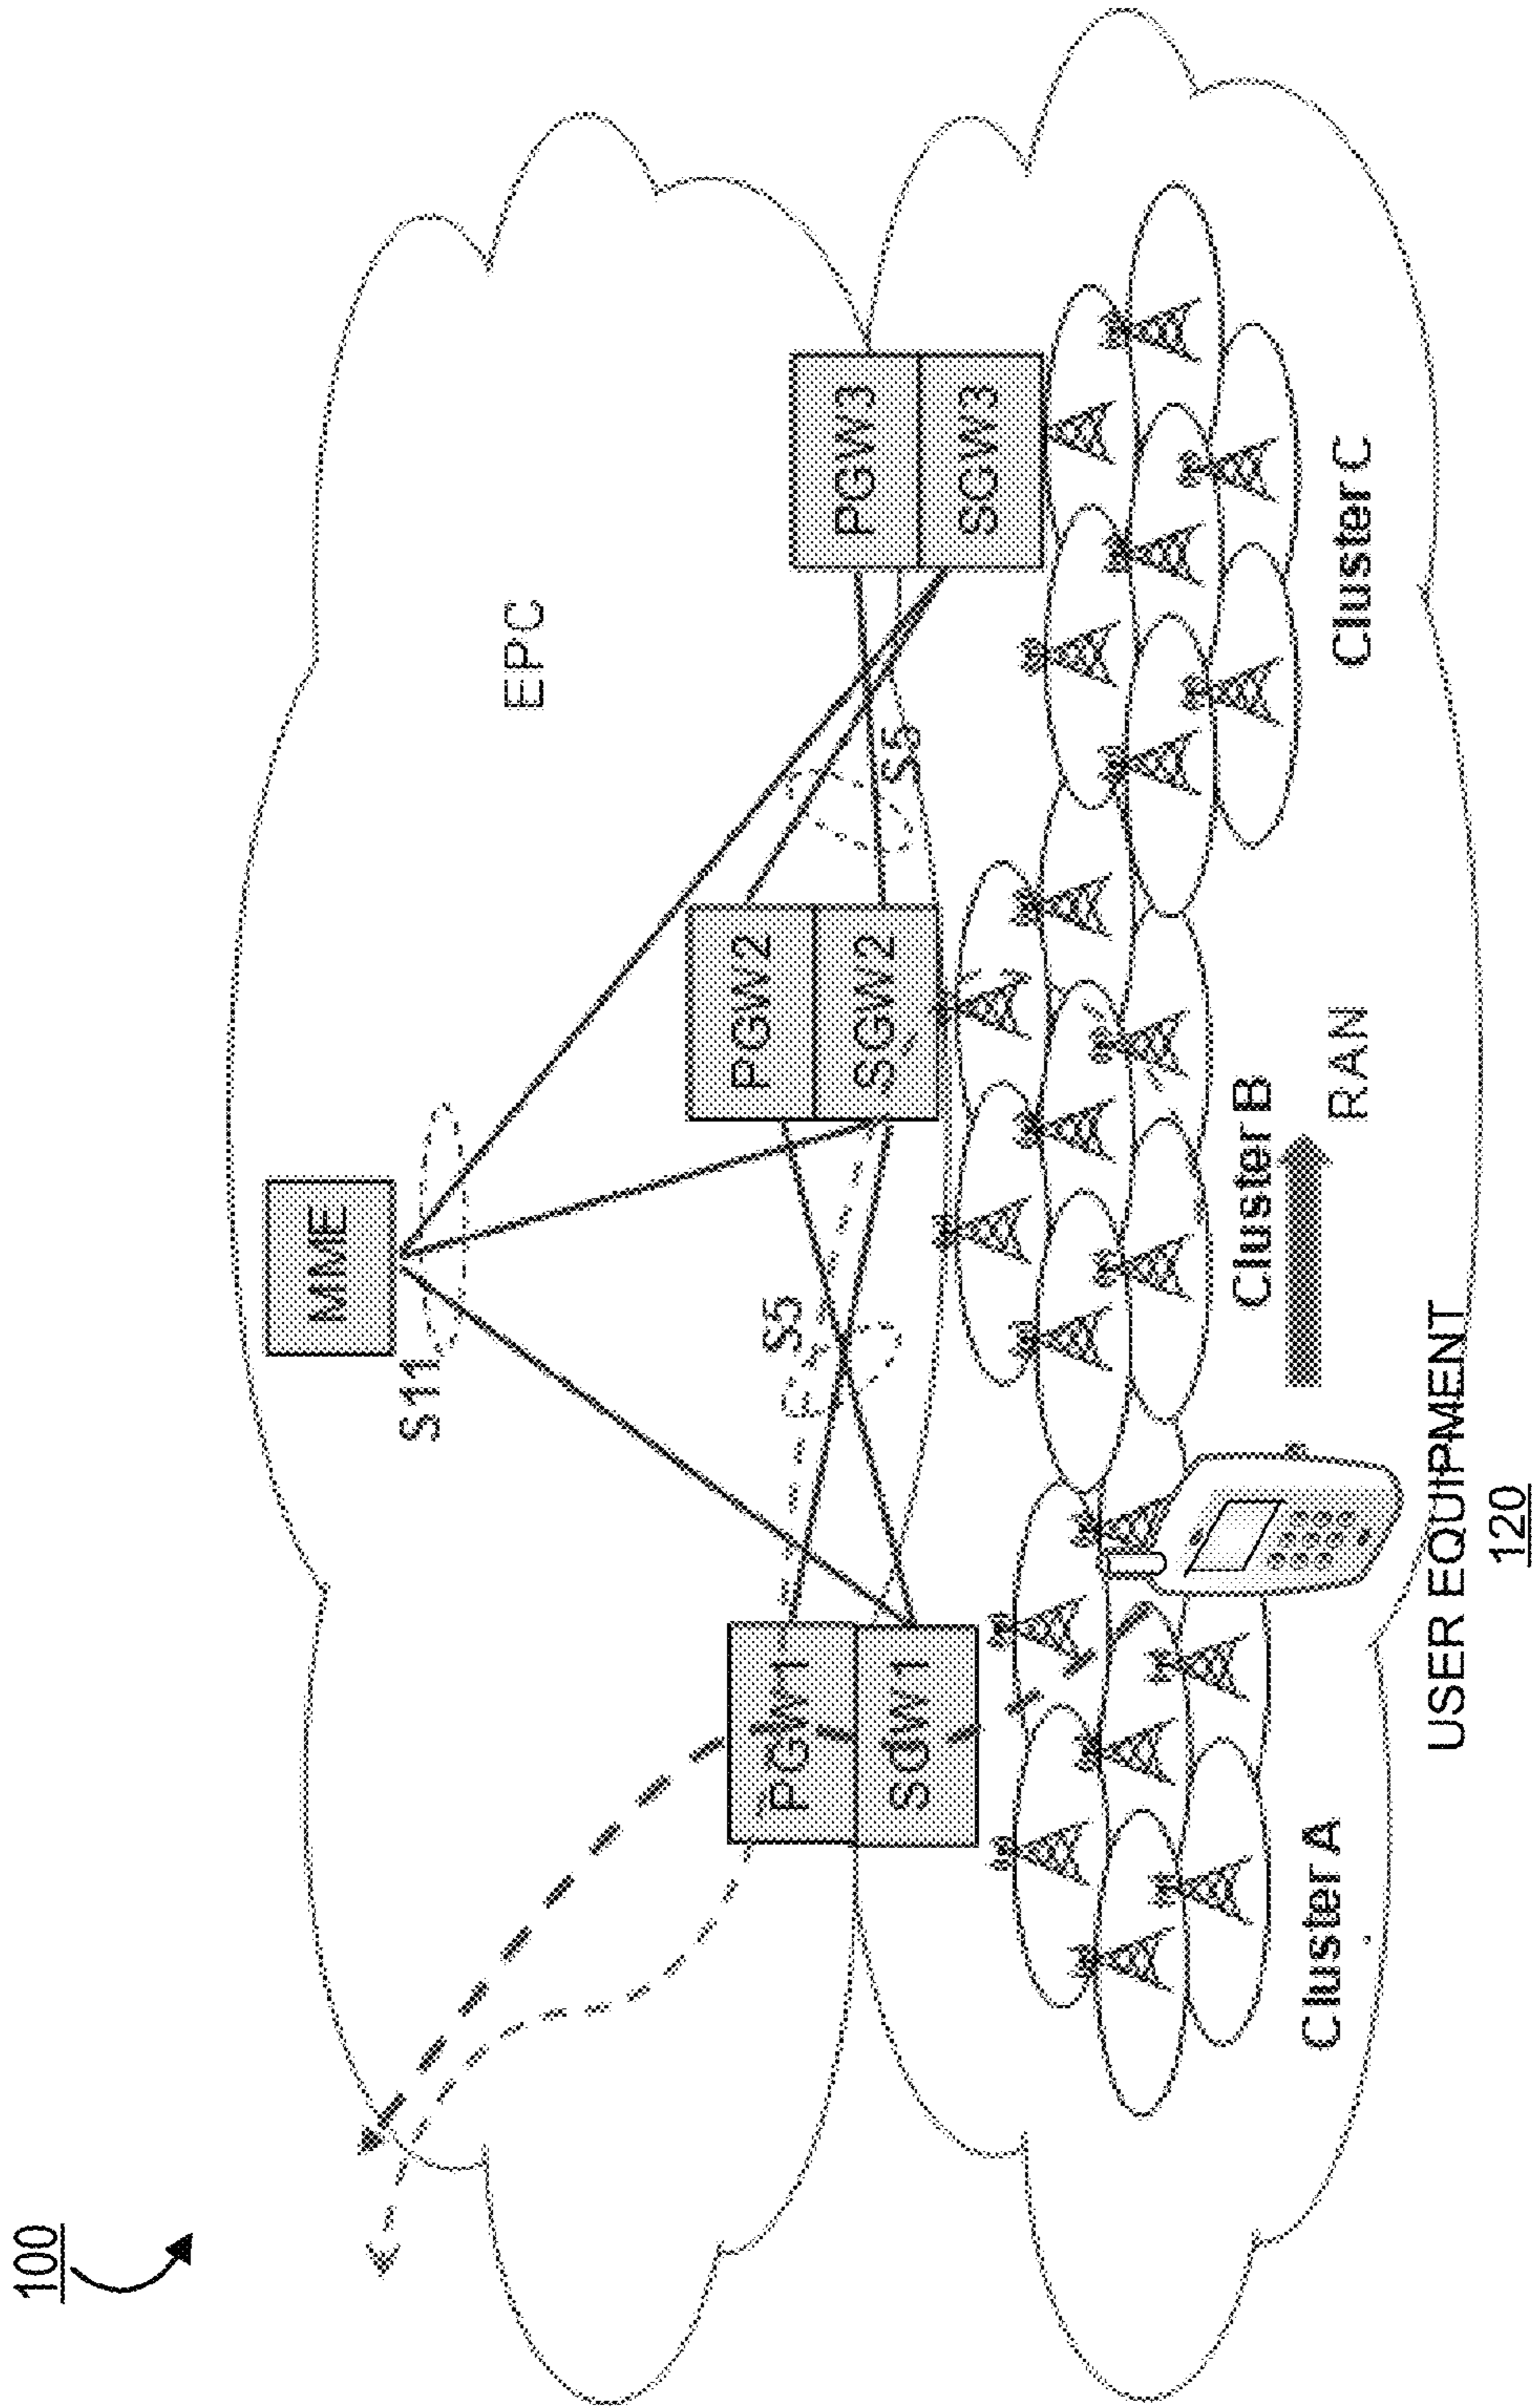 100
MME
S11
EPC
S5
S5
PGW1
SGW1
PGW2
SGW2
PGW3
SGW3
Cluster A
Cluster B
Cluster C
RAN
USER EQUIPMENT
120